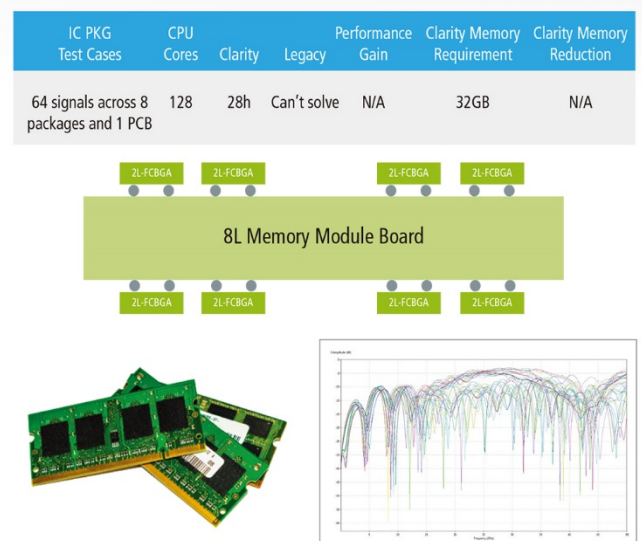 IC PKG
Test Cases
CPU
Cores
Clarity
Legacy
Performance
Gain
Clarity Memory
Requirement
Clarity Memory
Reduction
64 signals across 8
packages and 1 PCB
128
28h
Can't solve
N/A
32GB
N/A
2L-FCBGA
2L-FCBGA
2L-FCBGA
2L-FCBGA
8L Memory Module Board
2L-FCBGA
2L-FCBGA
2L-FCBGA
2L-FCBGA